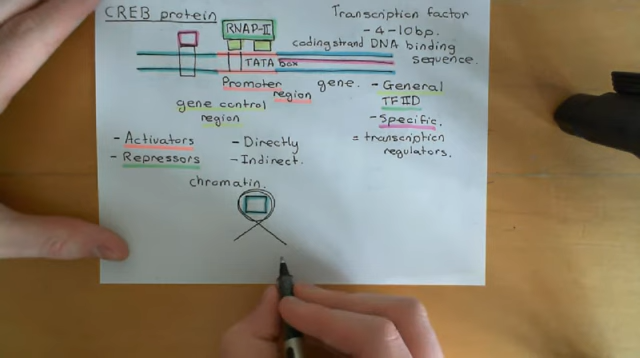 CREB protein
RNAP-II
Transcription factor
- 4-10bp.
coding strand DNA binding
sequence.
TATA box
Promoter
region
gene.
- General
TFIID
gene control
region
- Specific.
= transcription
regulators.
- Activators
- Directly
- Repressors
- Indirect.
chromatin.